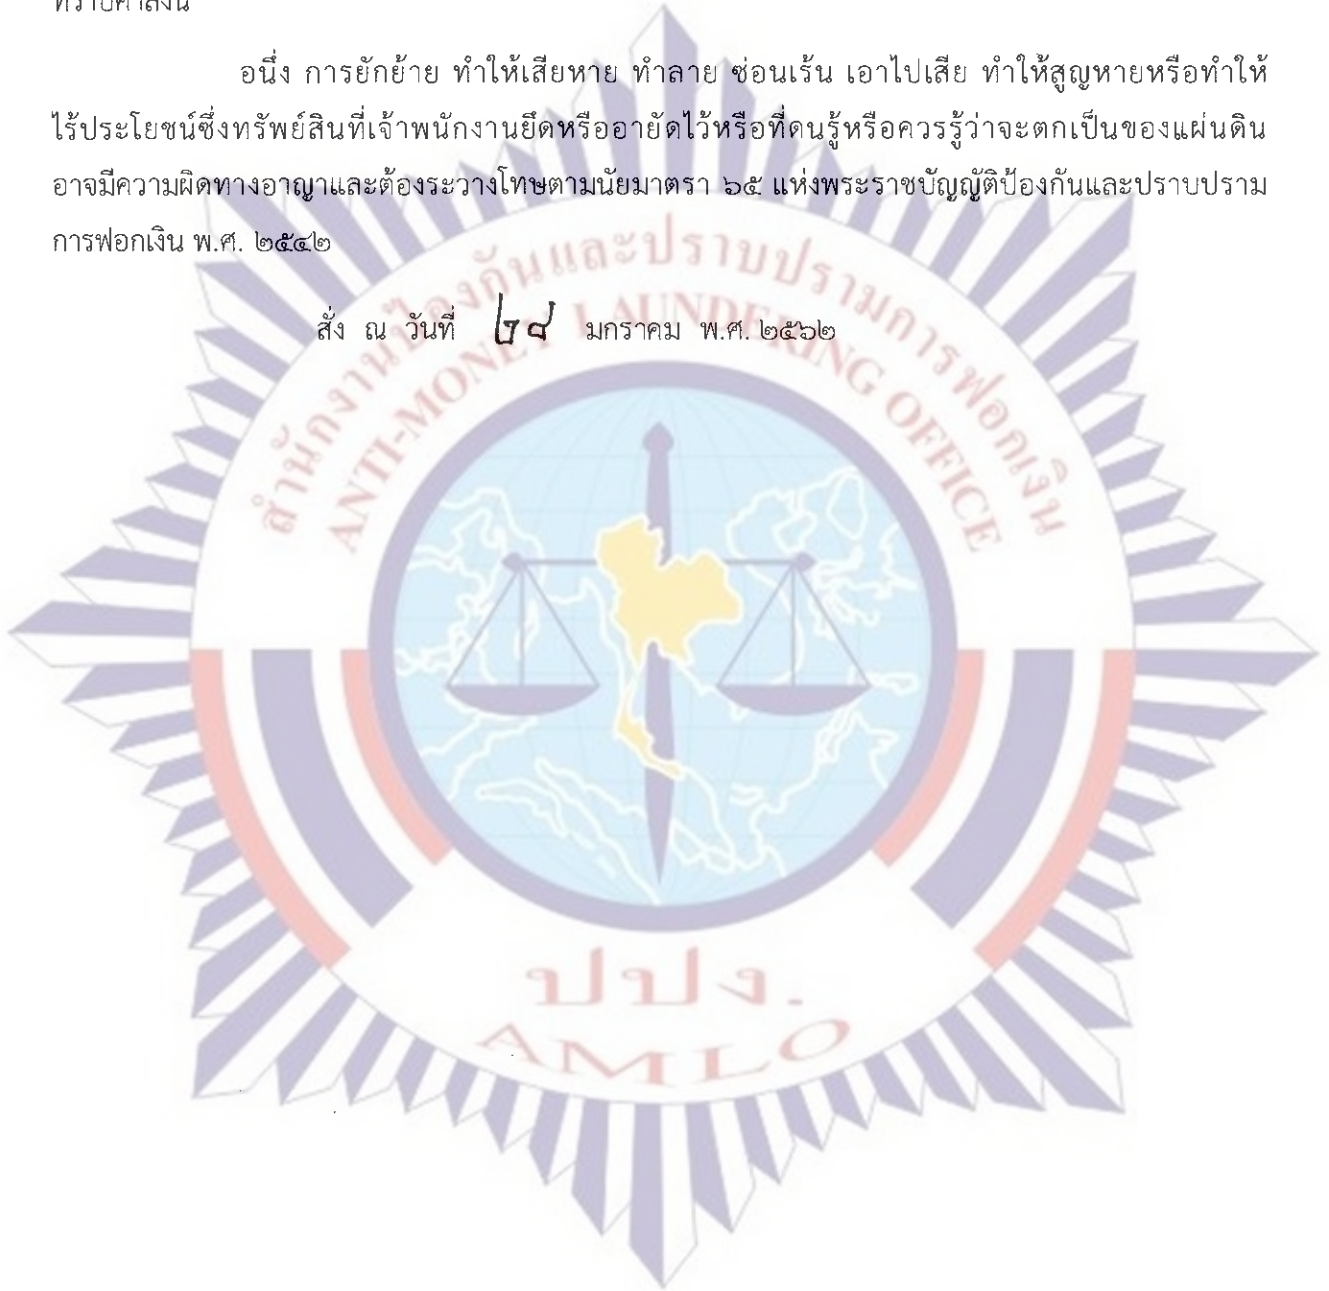 ทราบคำสั่งนี้
อนึ่ง การยักย้าย ทำให้เสียหาย ทำลาย ซ่อนเร้น เอาไปเสีย ทำให้สูญหายหรือทำให้
ไร้ประโยชน์ซึ่งทรัพย์สินที่เจ้าพนักงานยึดหรืออายัดไว้หรือที่ตนรู้หรือควรรู้ว่าจะตกเป็นของแผ่นดิน
อาจมีความผิดทางอาญาและต้องระวางโทษตามนัยมาตรา ๖๕ แห่งพระราชบัญญัติป้องกันและปราบปราม
การฟอกเงิน พ.ศ. ๒๕๔๒
สั่ง ณ วันที่ ๒๘ มกราคม พ.ศ. ๒๕๖๒
สำนักงานป้องกันและปราบปรามการฟอกเงิน
ANTI-MONEY LAUNDERING OFFICE
ปปง.
AMLO